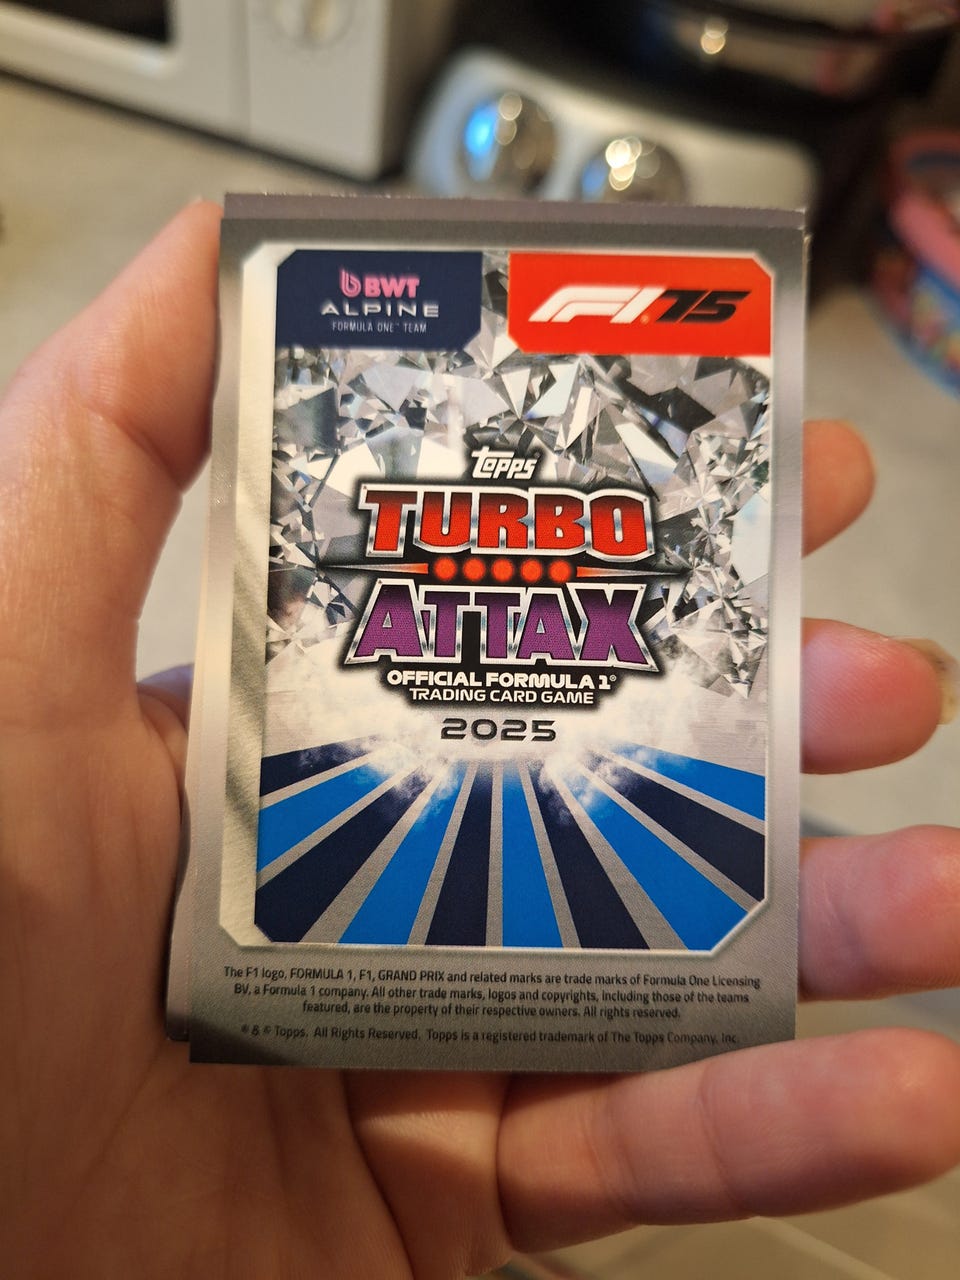 BWT
ALPINE
FORMULA ONE™ TEAM
F1 75
Topps
TURBO
ATTAX
OFFICIAL FORMULA 1®
TRADING CARD GAME
2025
The F1 logo, FORMULA 1, F1, GRAND PRIX and related marks are trade marks of Formula One Licensing
BV, a Formula 1 company. All other trade marks, logos and copyrights, including those of the teams
featured, are the property of their respective owners. All rights reserved.
® & © Topps. All Rights Reserved. Topps is a registered trademark of The Topps Company, Inc.